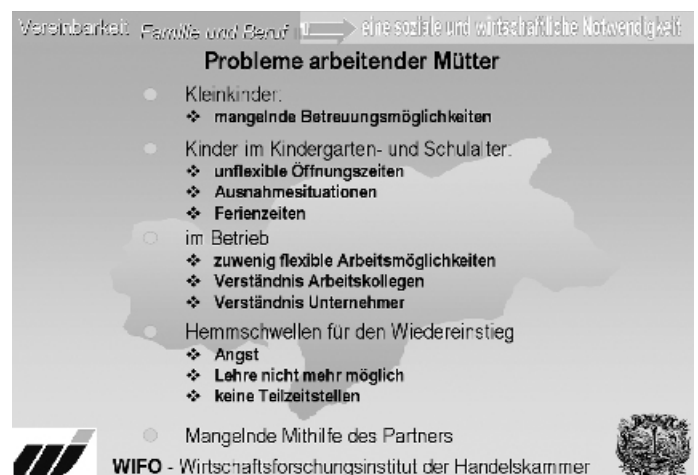 Vereinbarkeit Familie und Beruf eine soziale und wirtschaftliche Notwendigkeit
Probleme arbeitender Mütter
Kleinkinder:
❖ mangelnde Betreuungsmöglichkeiten
Kinder im Kindergarten- und Schulalter:
❖ unflexible Öffnungszeiten
❖ Ausnahmesituationen
❖ Ferienzeiten
im Betrieb
❖ zuwenig flexible Arbeitsmöglichkeiten
❖ Verständnis Arbeitskollegen
❖ Verständnis Unternehmer
Hemmschwellen für den Wiedereinstieg
❖ Angst
❖ Lehre nicht mehr möglich
❖ keine Teilzeitstellen
Mangelnde Mithilfe des Partners
WIFO - Wirtschaftsforschungsinstitut der Handelskammer